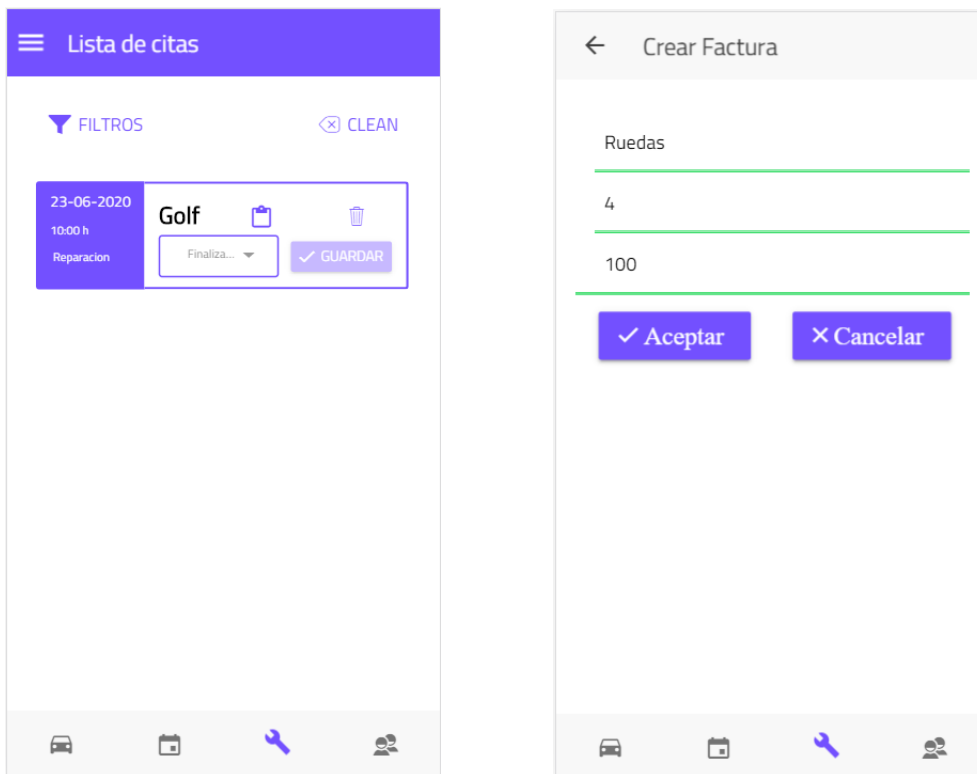 Lista de citas
FILTROS
CLEAN
23-06-2020
10:00 h
Reparacion
Golf
Finaliza...
GUARDAR
Crear Factura
Ruedas
4
100
Aceptar
Cancelar